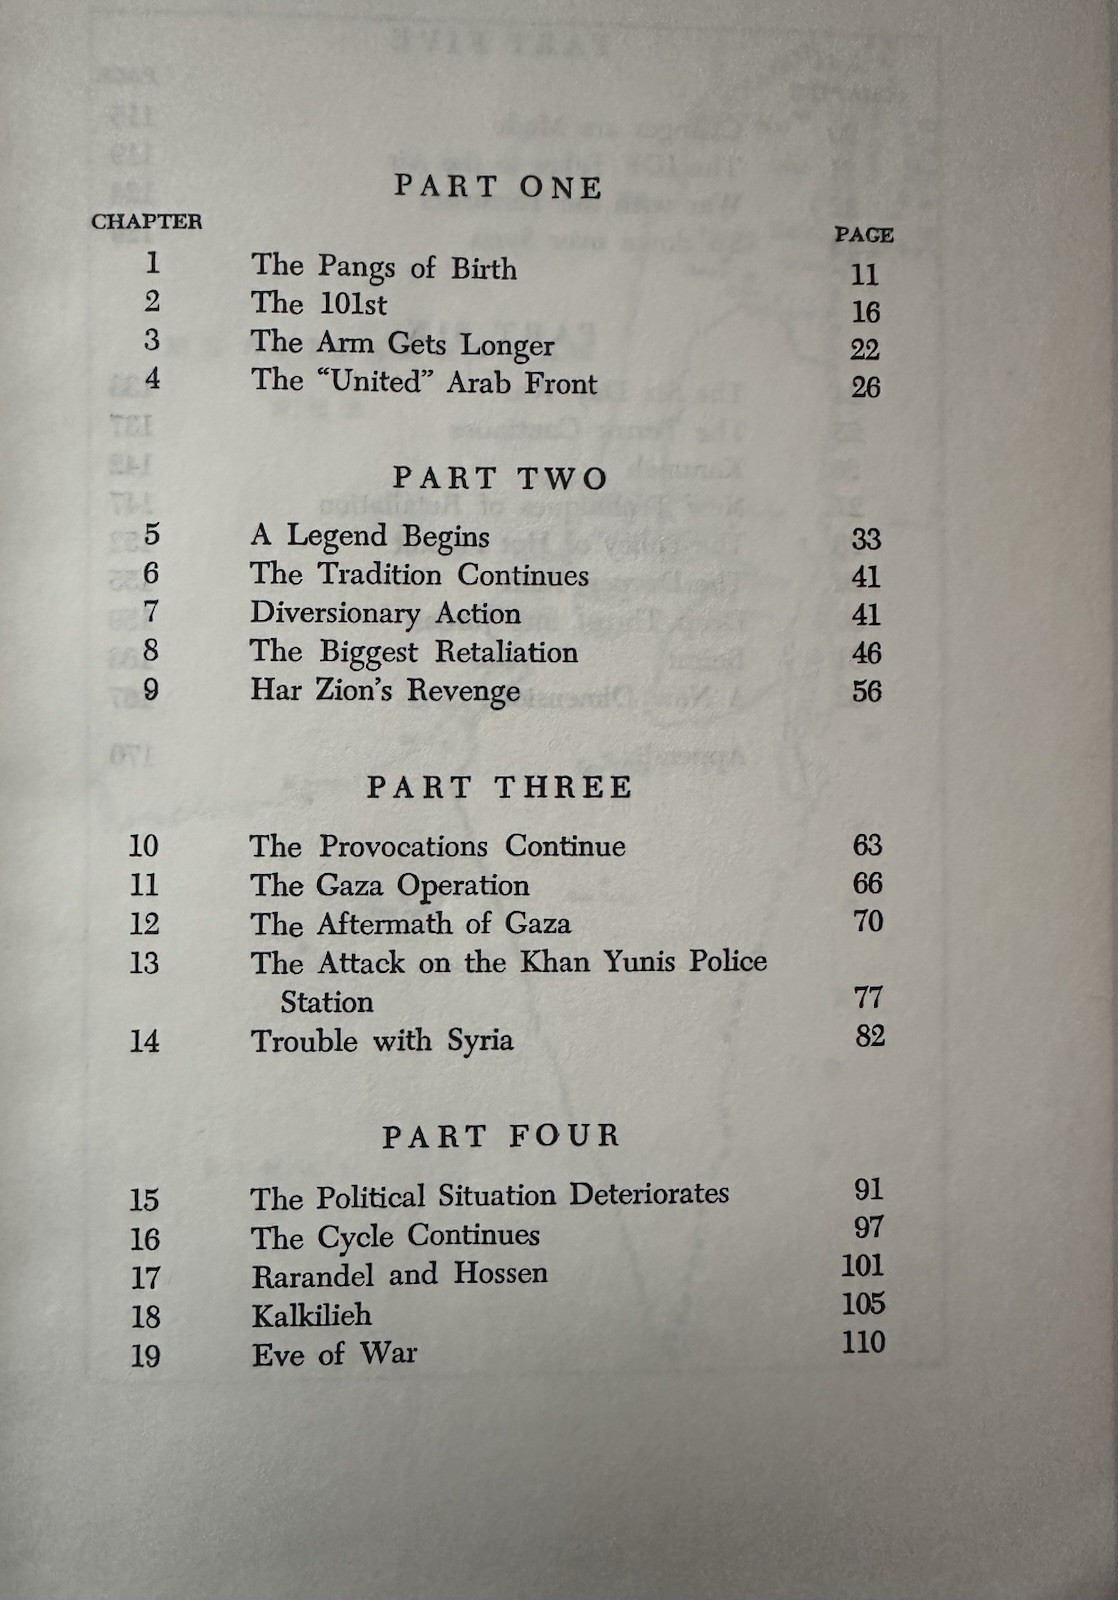 PART ONE
CHAPTER PAGE
1 The Pangs of Birth 11
2 The 101st 16
3 The Arm Gets Longer 22
4 The “United” Arab Front 26
PART TWO
5 A Legend Begins 33
6 The Tradition Continues 41
7 Diversionary Action 41
8 The Biggest Retaliation 46
9 Har Zion’s Revenge 56
PART THREE
10 The Provocations Continue 63
11 The Gaza Operation 66
12 The Aftermath of Gaza 70
13 The Attack on the Khan Yunis Police
Station 77
14 Trouble with Syria 82
PART FOUR
15 The Political Situation Deteriorates 91
16 The Cycle Continues 97
17 Rarandel and Hossen 101
18 Kalkilieh 105
19 Eve of War 110